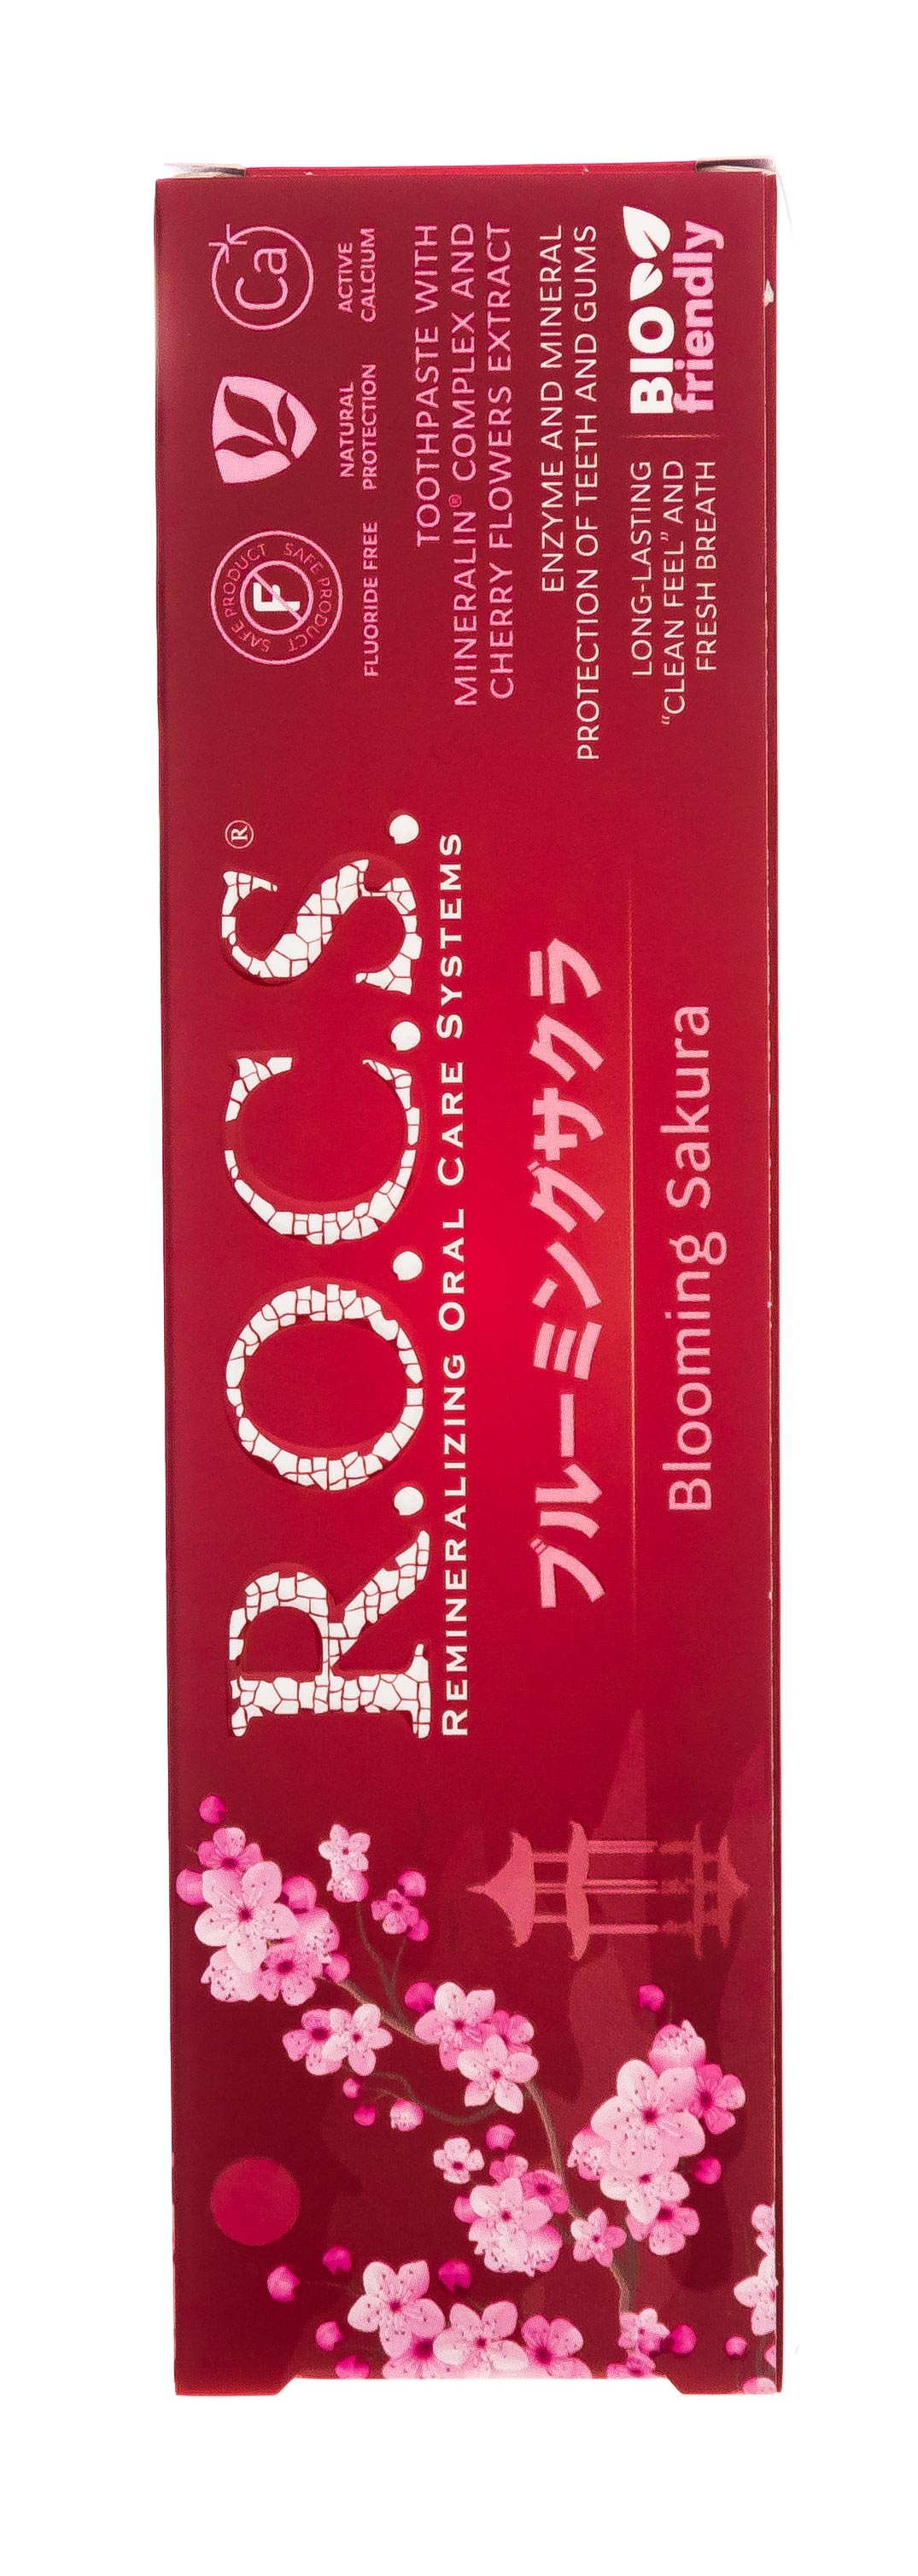 R.O.C.S.®
REMINERALIZING ORAL CARE SYSTEMS
ブルーミングサクラ
Blooming Sakura
SAFE PRODUCT SAFE PRODUCT
F
Ca
FLUORIDE FREE
NATURAL
PROTECTION
ACTIVE
CALCIUM
TOOTHPASTE WITH
MINERALIN® COMPLEX AND
CHERRY FLOWERS EXTRACT
ENZYME AND MINERAL
PROTECTION OF TEETH AND GUMS
LONG-LASTING
“CLEAN FEEL” AND
FRESH BREATH
BIO
friendly